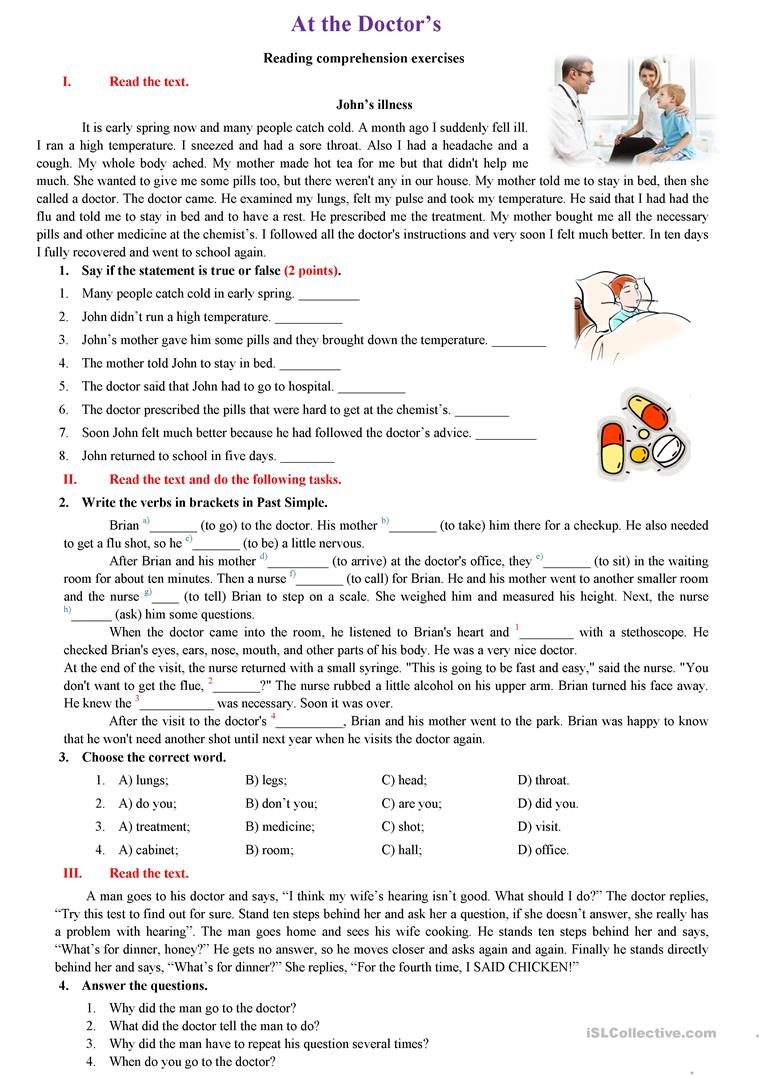 At the Doctor's
Reading comprehension exercises
I. Read the text.
John's illness
It is early spring now and many people catch cold. A month ago I suddenly fell ill.
I ran a high temperature. I sneezed and had a sore throat. Also I had a headache and a
cough. My whole body ached. My mother made hot tea for me but that didn't help me
much. She wanted to give me some pills too, but there weren't any in our house. My mother told me to stay in bed, then she
called a doctor. The doctor came. He examined my lungs, felt my pulse and took my temperature. He said that I had had the
flu and told me to stay in bed and to have a rest. He prescribed me the treatment. My mother bought me all the necessary
pills and other medicine at the chemist's. I followed all the doctor's instructions and very soon I felt much better. In ten days
I fully recovered and went to school again.
1. Say if the statement is true or false (2 points).
1. Many people catch cold in early spring. _________
2. John didn't run a high temperature. __________
3. John's mother gave him some pills and they brought down the temperature. ________
4. The mother told John to stay in bed. _________
5. The doctor said that John had to go to hospital. __________
6. The doctor prescribed the pills that were hard to get at the chemist's. ________
7. Soon John felt much better because he had followed the doctor's advice. _________
8. John returned to school in five days. ________
II. Read the text and do the following tasks.
2. Write the verbs in brackets in Past Simple.
Brian a)_______ (to go) to the doctor. His mother b)_______ (to take) him there for a checkup. He also needed
to get a flu shot, so he c)_______ (to be) a little nervous.
After Brian and his mother d)_________ (to arrive) at the doctor's office, they e)_______ (to sit) in the waiting
room for about ten minutes. Then a nurse f)_______ (to call) for Brian. He and his mother went to another smaller room
and the nurse g)____ (to tell) Brian to step on a scale. She weighed him and measured his height. Next, the nurse
h)______ (ask) him some questions.
When the doctor came into the room, he listened to Brian's heart and 1________ with a stethoscope. He
checked Brian's eyes, ears, nose, mouth, and other parts of his body. He was a very nice doctor.
At the end of the visit, the nurse returned with a small syringe. "This is going to be fast and easy," said the nurse. "You
don't want to get the flue, 2_______?" The nurse rubbed a little alcohol on his upper arm. Brian turned his face away.
He knew the 3___________ was necessary. Soon it was over.
After the visit to the doctor's 4__________, Brian and his mother went to the park. Brian was happy to know
that he won't need another shot until next year when he visits the doctor again.
3. Choose the correct word.
1. A) lungs; B) legs; C) head; D) throat.
2. A) do you; B) don't you; C) are you; D) did you.
3. A) treatment; B) medicine; C) shot; D) visit.
4. A) cabinet; B) room; C) hall; D) office.
III. Read the text.
A man goes to his doctor and says, "I think my wife's hearing isn't good. What should I do?" The doctor replies,
"Try this test to find out for sure. Stand ten steps behind her and ask her a question, if she doesn't answer, she really has
a problem with hearing". The man goes home and sees his wife cooking. He stands ten steps behind her and says,
"What's for dinner, honey?" He gets no answer, so he moves closer and asks again and again. Finally he stands directly
behind her and says, "What's for dinner?" She replies, "For the fourth time, I SAID CHICKEN!"
4. Answer the questions.
1. Why did the man go to the doctor?
2. What did the doctor tell the man to do?
3. Why did the man have to repeat his question several times?
4. When do you go to the doctor?
iSLCollective.com